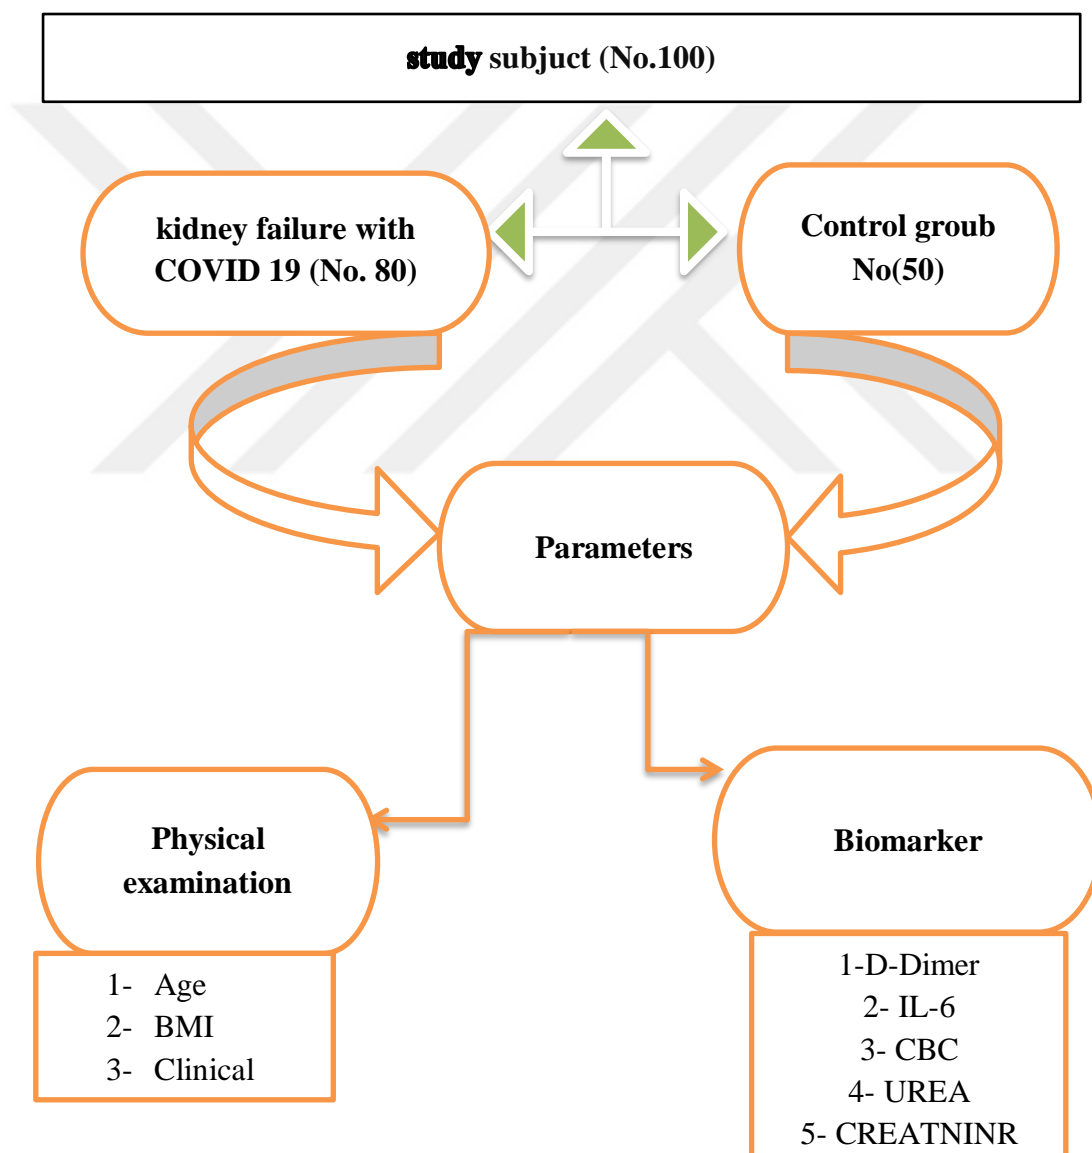 study subjuct (No.100)
kidney failure with
COVID 19 (No. 80)
Control groub
No(50)
Parameters
Physical
examination
1- Age
2- BMI
3- Clinical
Biomarker
1-D-Dimer
2- IL-6
3- CBC
4- UREA
5- CREATNINR